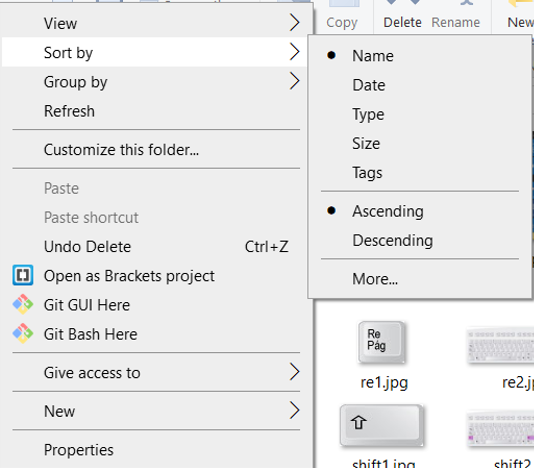 View
Sort by
Group by
Refresh
Customize this folder...
Paste
Paste shortcut
Undo Delete Ctrl+Z
Open as Brackets project
Git GUI Here
Git Bash Here
Give access to
New
Properties
Copy Delete Rename New
Name
Date
Type
Size
Tags
Ascending
Descending
More...
Re
Pág
re1.jpg re2.jp
shift1.jpg shift2